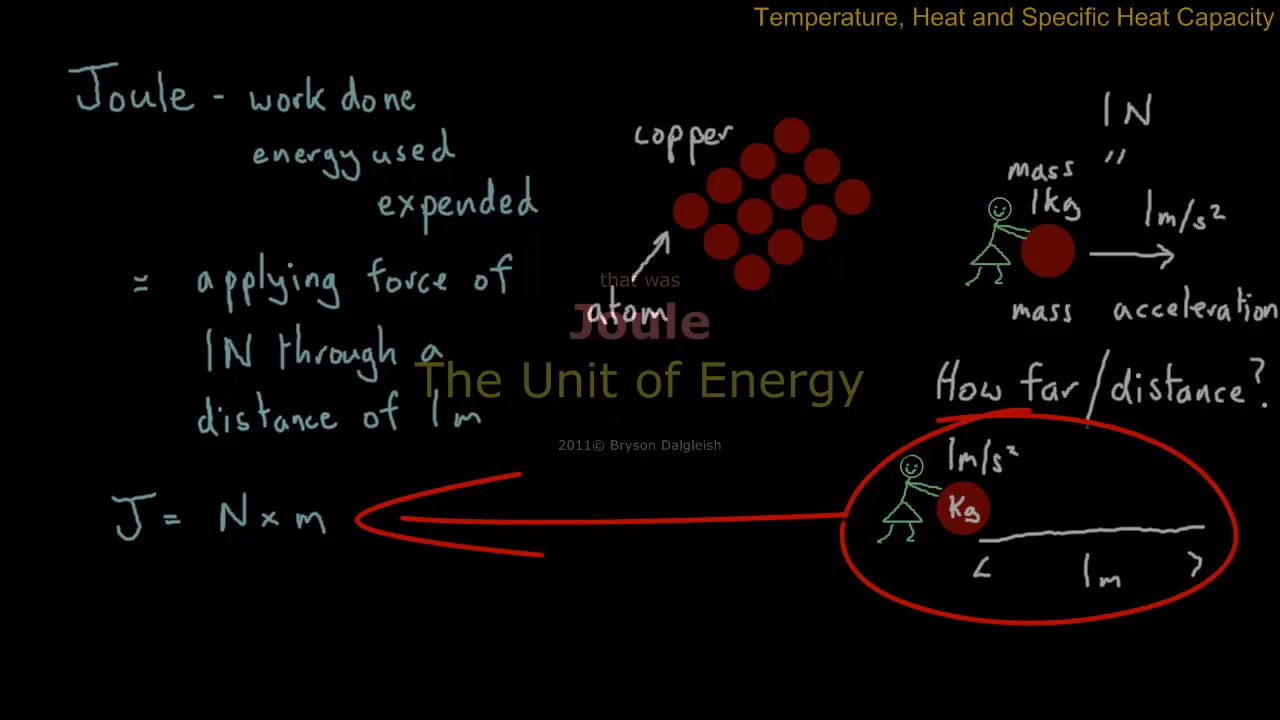 Temperature, Heat and Specific Heat Capacity
Joule - work done
energy used
expended
= applying force of
1N through a
distance of 1m
J = N x m
copper
atom
that was
Joule
The Unit of Energy
2011© Bryson Dalgleish
1N
"
mass
1kg
1m/s²
mass acceleration
How far/distance?
1m/s²
kg
< 1m >